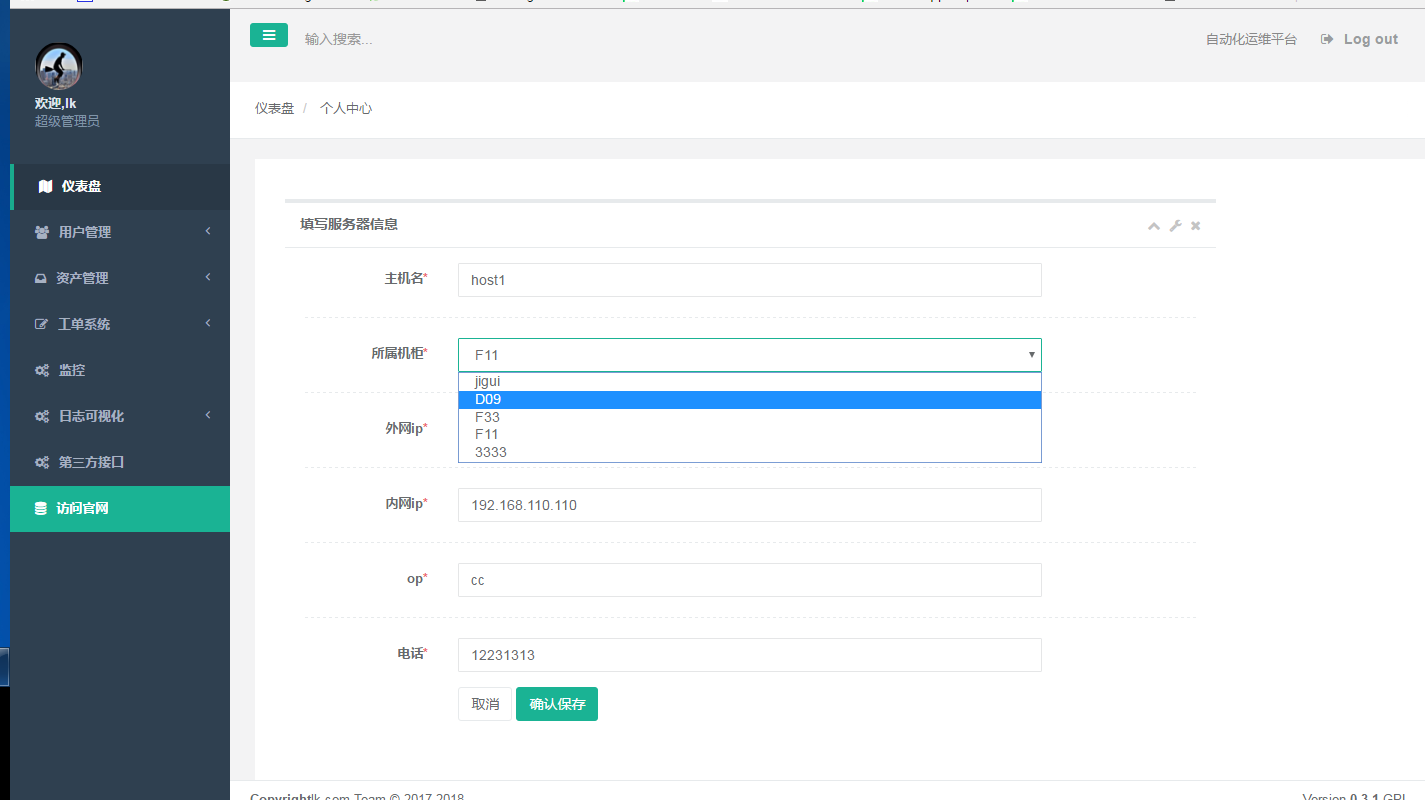 输入搜索...
自动化运维平台
Log out
欢迎,lk
超级管理员
仪表盘 / 个人中心
仪表盘
用户管理
资产管理
工单系统
监控
日志可视化
第三方接口
访问官网
填写服务器信息
主机名*
host1
所属机柜*
F11
jigui
D09
F33
F11
3333
外网ip*
内网ip*
192.168.110.110
op*
cc
电话*
12231313
取消
确认保存
Copyrightlk.com Team © 2017-2018
Version 0.3.1 GPL